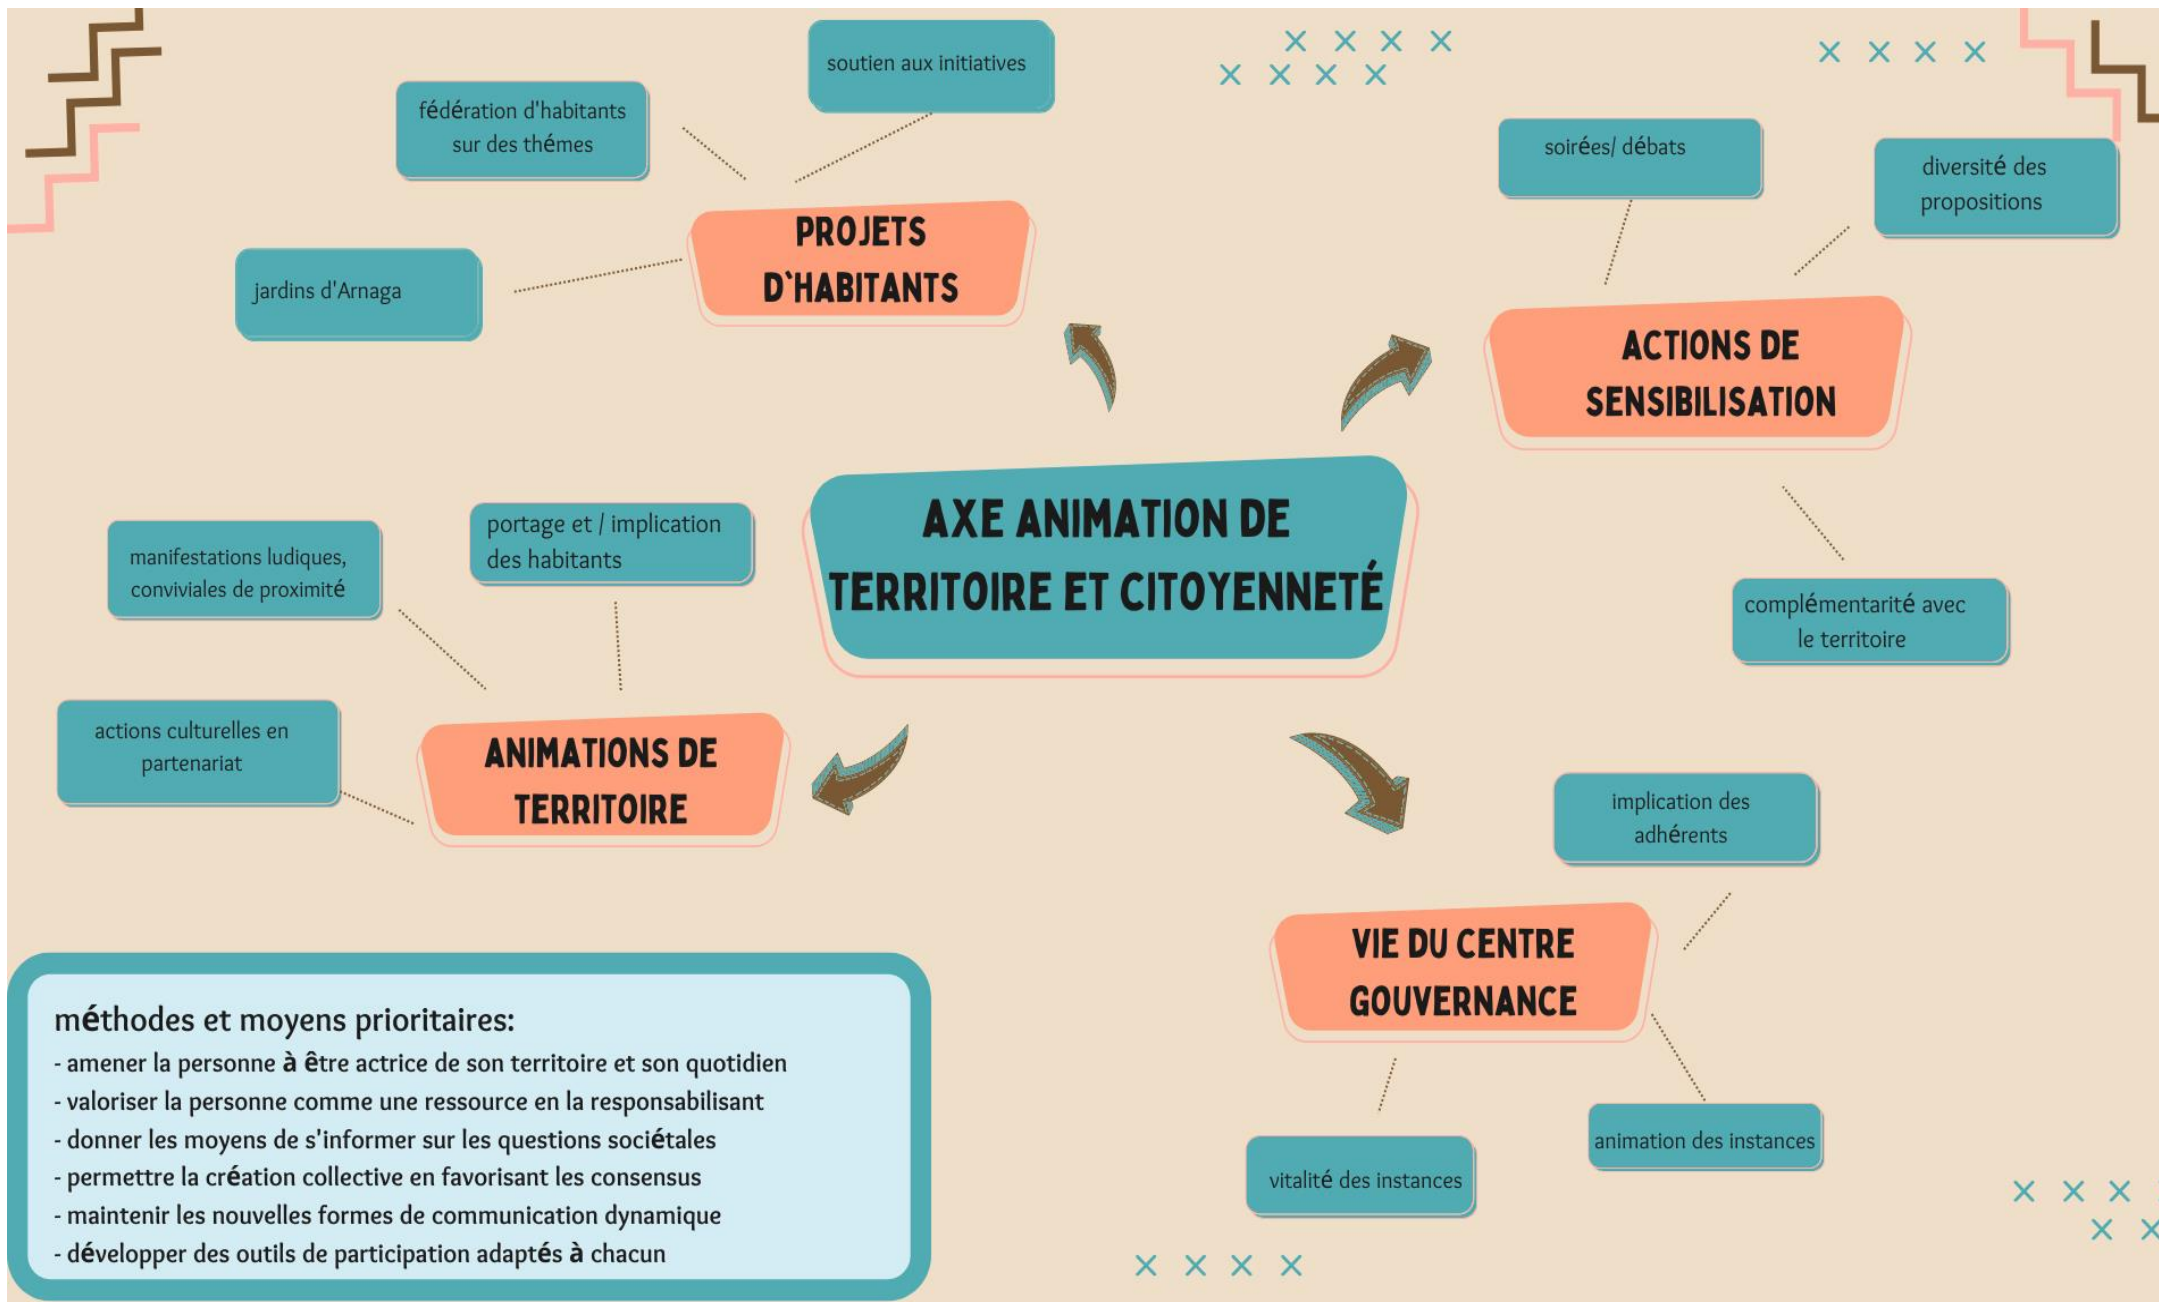 soutien aux initiatives
fédération d'habitants
sur des thémes
jardins d'Arnaga
PROJETS
D`HABITANTS
soirées/ débats
diversité des
propositions
ACTIONS DE
SENSIBILISATION
complémentarité avec
le territoire
AXE ANIMATION DE
TERRITOIRE ET CITOYENNETÉ
manifestations ludiques,
conviviales de proximité
portage et / implication
des habitants
actions culturelles en
partenariat
ANIMATIONS DE
TERRITOIRE
implication des
adhérents
VIE DU CENTRE
GOUVERNANCE
vitalité des instances
animation des instances
méthodes et moyens prioritaires:
- amener la personne à être actrice de son territoire et son quotidien
- valoriser la personne comme une ressource en la responsabilisant
- donner les moyens de s'informer sur les questions sociétales
- permettre la création collective en favorisant les consensus
- maintenir les nouvelles formes de communication dynamique
- développer des outils de participation adaptés à chacun